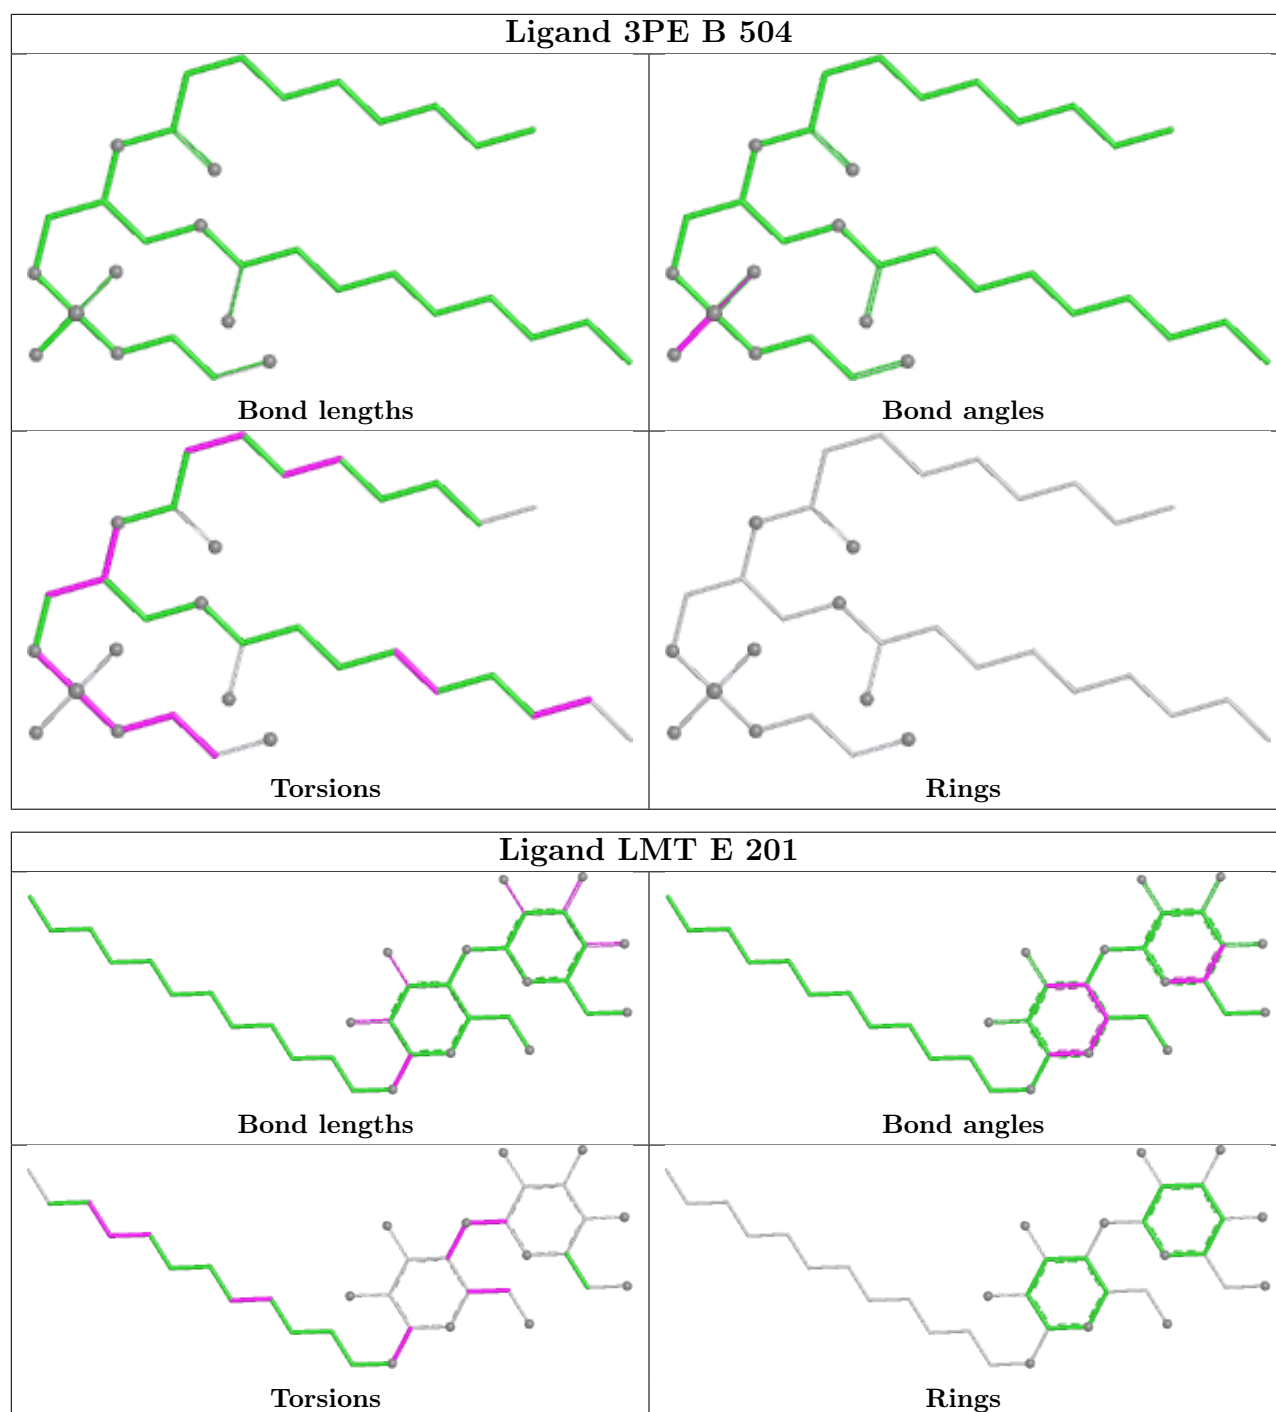 Ligand 3PE B 504
Bond lengths
Bond angles
Torsions
Rings
Ligand LMT E 201
Bond lengths
Bond angles
Torsions
Rings